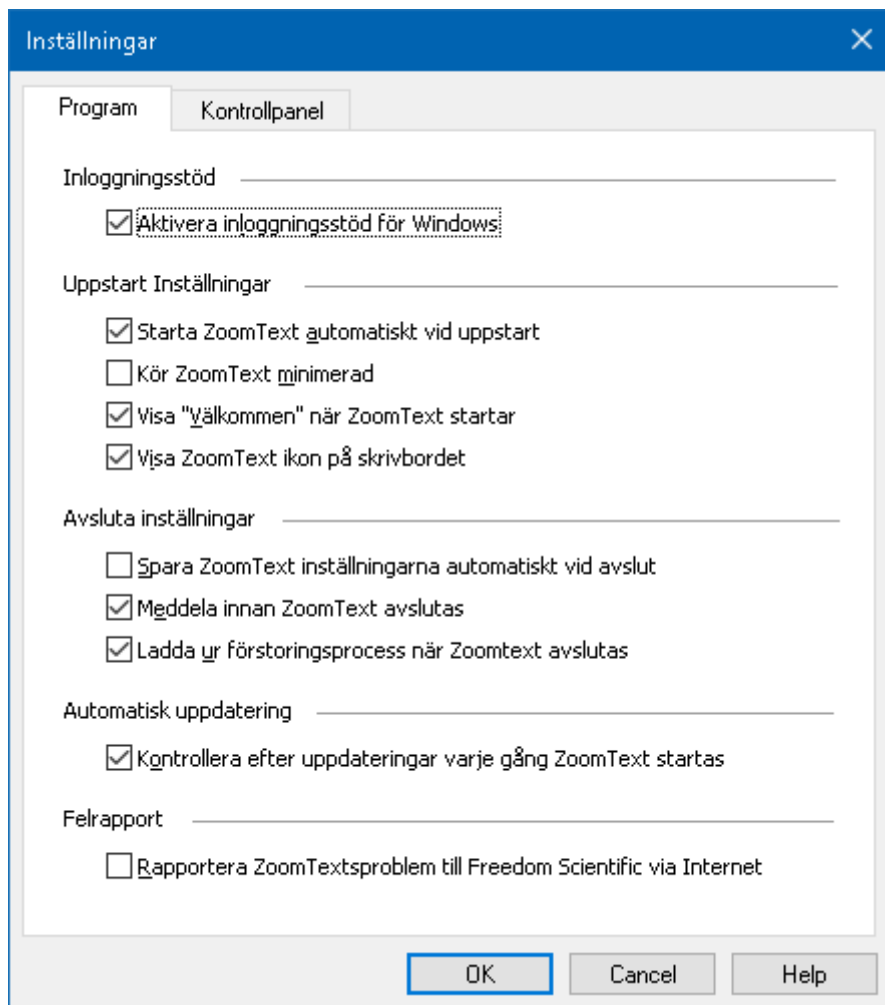 Inställningar
Program
Kontrollpanel
Inloggningsstöd
Aktivera inloggningsstöd för Windows
Uppstart Inställningar
Starta ZoomText automatiskt vid uppstart
Kör ZoomText minimerad
Visa "Välkommen" när ZoomText startar
Visa ZoomText ikon på skrivbordet
Avsluta inställningar
Spara ZoomText inställningarna automatiskt vid avslut
Meddela innan ZoomText avslutas
Ladda ur förstoringsprocess när Zoomtext avslutas
Automatisk uppdatering
Kontrollera efter uppdateringar varje gång ZoomText startas
Felrapport
Rapportera ZoomTextsproblem till Freedom Scientific via Internet
OK
Cancel
Help